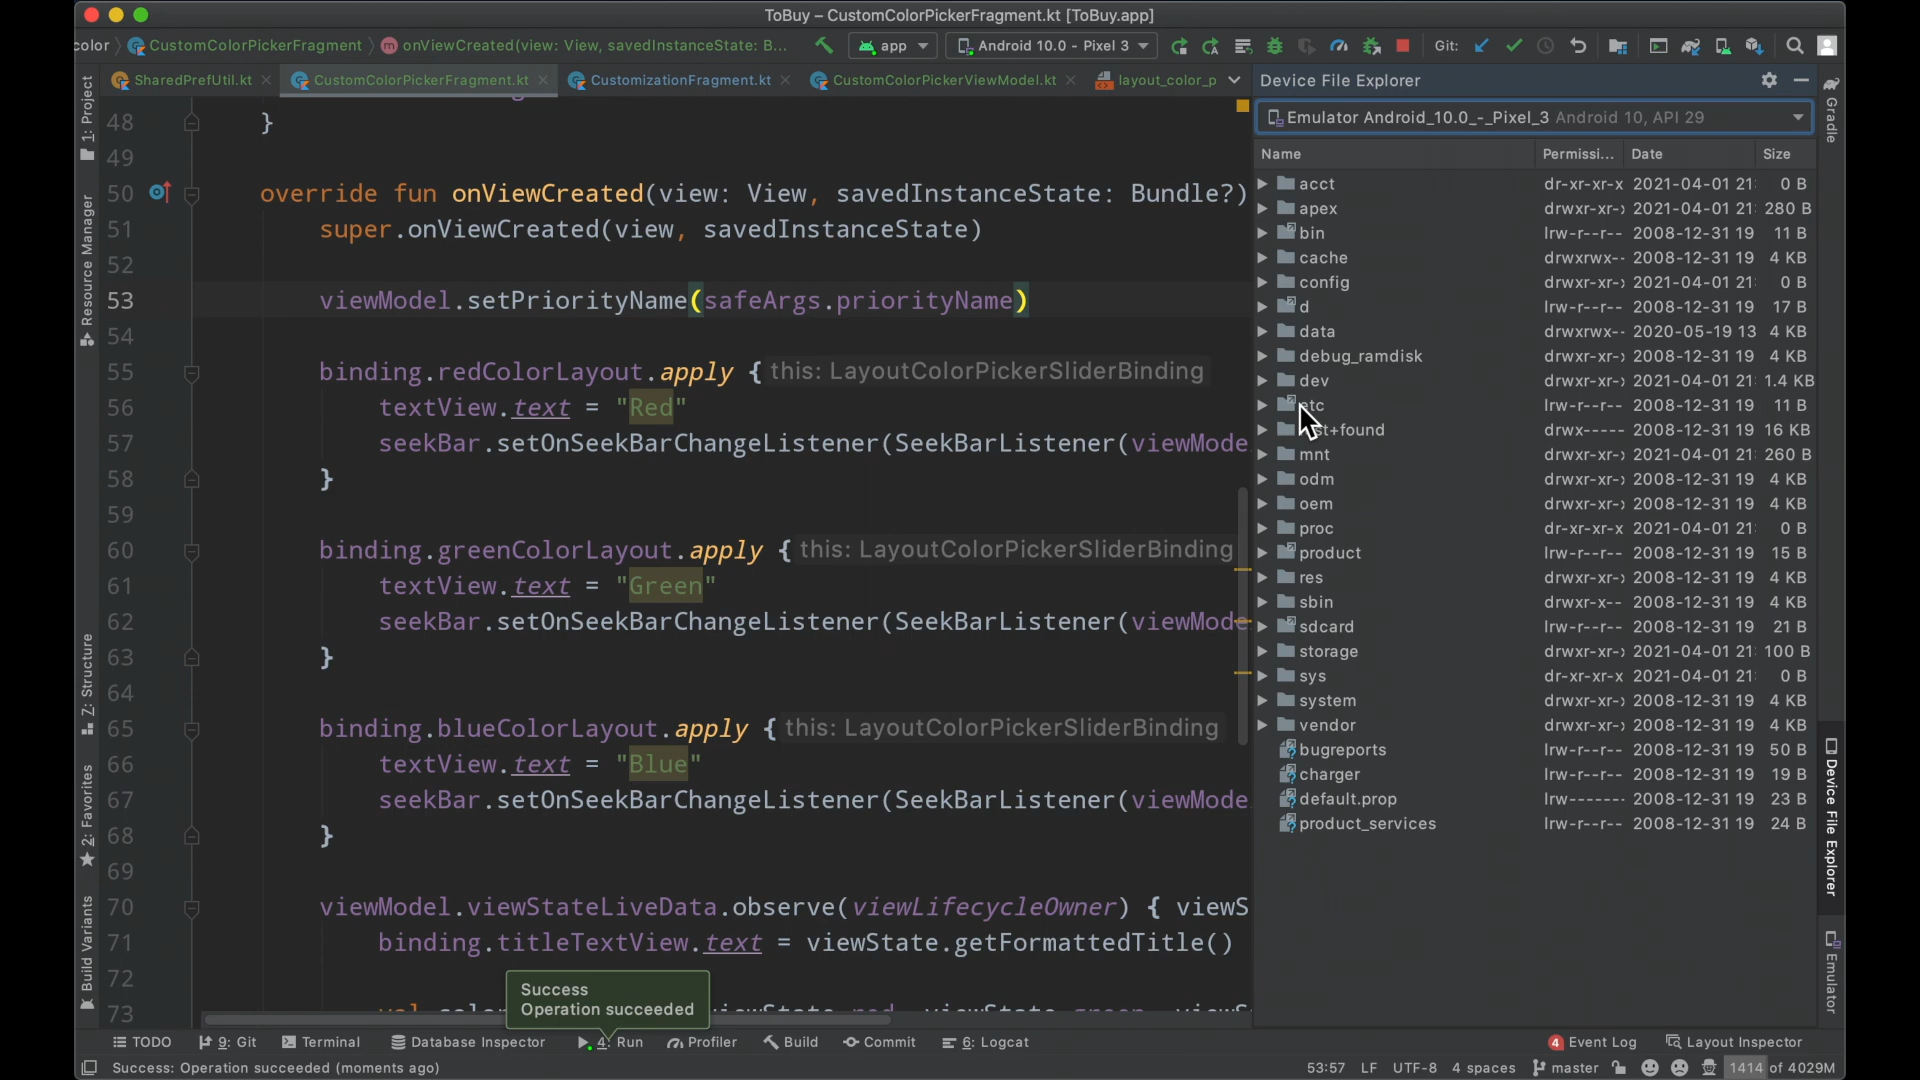 ToBuy – CustomColorPickerFragment.kt [ToBuy.app]
color
CustomColorPickerFragment
onViewCreated(view: View, savedInstanceState: B...
app
Android 10.0 - Pixel 3
Git:
SharedPrefUtil.kt
CustomColorPickerFragment.kt
CustomizationFragment.kt
CustomColorPickerViewModel.kt
layout_color_p
Device File Explorer
Emulator Android_10.0_-_Pixel_3 Android 10, API 29
Name Permissi... Date Size
48 }
49
50 override fun onViewCreated(view: View, savedInstanceState: Bundle?)
51 super.onViewCreated(view, savedInstanceState)
52
53 viewModel.setPriorityName(safeArgs.priorityName)
54
55 binding.redColorLayout.apply { this: LayoutColorPickerSliderBinding
56 textView.text = "Red"
57 seekBar.setOnSeekBarChangeListener(SeekBarListener(viewMode
58 }
59
60 binding.greenColorLayout.apply { this: LayoutColorPickerSliderBinding
61 textView.text = "Green"
62 seekBar.setOnSeekBarChangeListener(SeekBarListener(viewMode
63 }
64
65 binding.blueColorLayout.apply { this: LayoutColorPickerSliderBinding
66 textView.text = "Blue"
67 seekBar.setOnSeekBarChangeListener(SeekBarListener(viewMode
68 }
69
70 viewModel.viewStateLiveData.observe(viewLifecycleOwner) { viewS
71 binding.titleTextView.text = viewState.getFormattedTitle()
72
73
acct dr-xr-xr-x 2021-04-01 21: 0 B
apex drwxr-xr-x 2021-04-01 21: 280 B
bin lrw-r--r-- 2008-12-31 19 11 B
cache drwxrwx-- 2008-12-31 19 4 KB
config drwxr-xr-x 2021-04-01 21: 0 B
d lrw-r--r-- 2008-12-31 19 17 B
data drwxrwx-- 2020-05-19 13 4 KB
debug_ramdisk drwxr-xr-x 2008-12-31 19 4 KB
dev drwxr-xr-x 2021-04-01 21: 1.4 KB
etc lrw-r--r-- 2008-12-31 19 11 B
st+found drwx----- 2008-12-31 19 16 KB
mnt drwxr-xr-x 2021-04-01 21: 260 B
odm drwxr-xr-x 2008-12-31 19 4 KB
oem drwxr-xr-x 2008-12-31 19 4 KB
proc dr-xr-xr-x 2021-04-01 21: 0 B
product lrw-r--r-- 2008-12-31 19 15 B
res drwxr-xr-x 2008-12-31 19 4 KB
sbin drwxr-x-- 2008-12-31 19 4 KB
sdcard lrw-r--r-- 2008-12-31 19 21 B
storage drwxr-xr-x 2021-04-01 21: 100 B
sys dr-xr-xr-x 2021-04-01 21: 0 B
system drwxr-xr-x 2008-12-31 19 4 KB
vendor drwxr-xr-x 2008-12-31 19 4 KB
bugreports lrw-r--r-- 2008-12-31 19 50 B
charger lrw-r--r-- 2008-12-31 19 19 B
default.prop lrw------- 2008-12-31 19 23 B
product_services lrw-r--r-- 2008-12-31 19 24 B
1: Project
Resource Manager
Z: Structure
2: Favorites
Build Variants
Gradle
Device File Explorer
Emulator
Success
Operation succeeded
TODO
9: Git
Terminal
Database Inspector
4: Run
Profiler
Build
Commit
6: Logcat
4 Event Log
Layout Inspector
Success: Operation succeeded (moments ago)
53:57 LF UTF-8 4 spaces master 1414 of 4029M